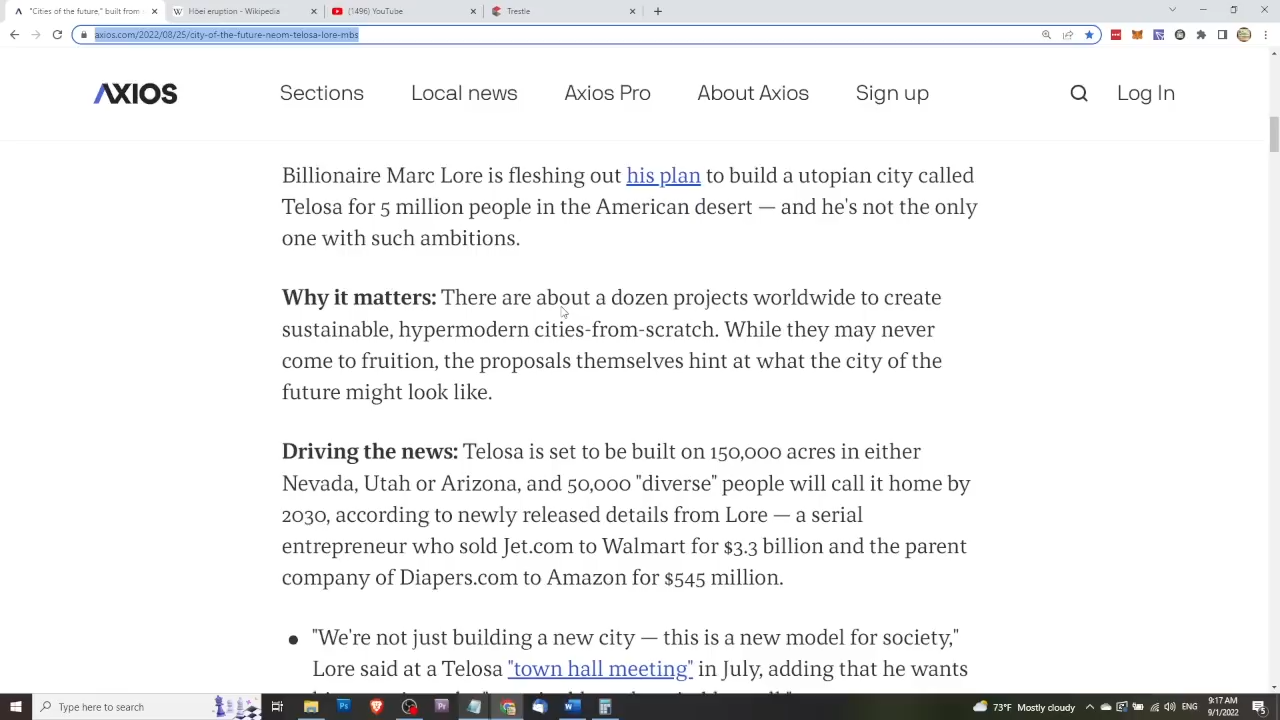 "Cities of the future," built from
Hōei eruption - Wikipedia
(1496) YouTube
Trestle
axios.com/2022/08/25/city-of-the-future-neom-telosa-lore-mbs
AXIOS
Sections
Local news
Axios Pro
About Axios
Sign up
Log In
Billionaire Marc Lore is fleshing out his plan to build a utopian city called
Telosa for 5 million people in the American desert — and he's not the only
one with such ambitions.
Why it matters: There are about a dozen projects worldwide to create
sustainable, hypermodern cities-from-scratch. While they may never
come to fruition, the proposals themselves hint at what the city of the
future might look like.
Driving the news: Telosa is set to be built on 150,000 acres in either
Nevada, Utah or Arizona, and 50,000 "diverse" people will call it home by
2030, according to newly released details from Lore — a serial
entrepreneur who sold Jet.com to Walmart for $3.3 billion and the parent
company of Diapers.com to Amazon for $545 million.
"We're not just building a new city — this is a new model for society,"
Lore said at a Telosa "town hall meeting" in July, adding that he wants
Type here to search
73°F Mostly cloudy
9:17 AM
9/1/2022